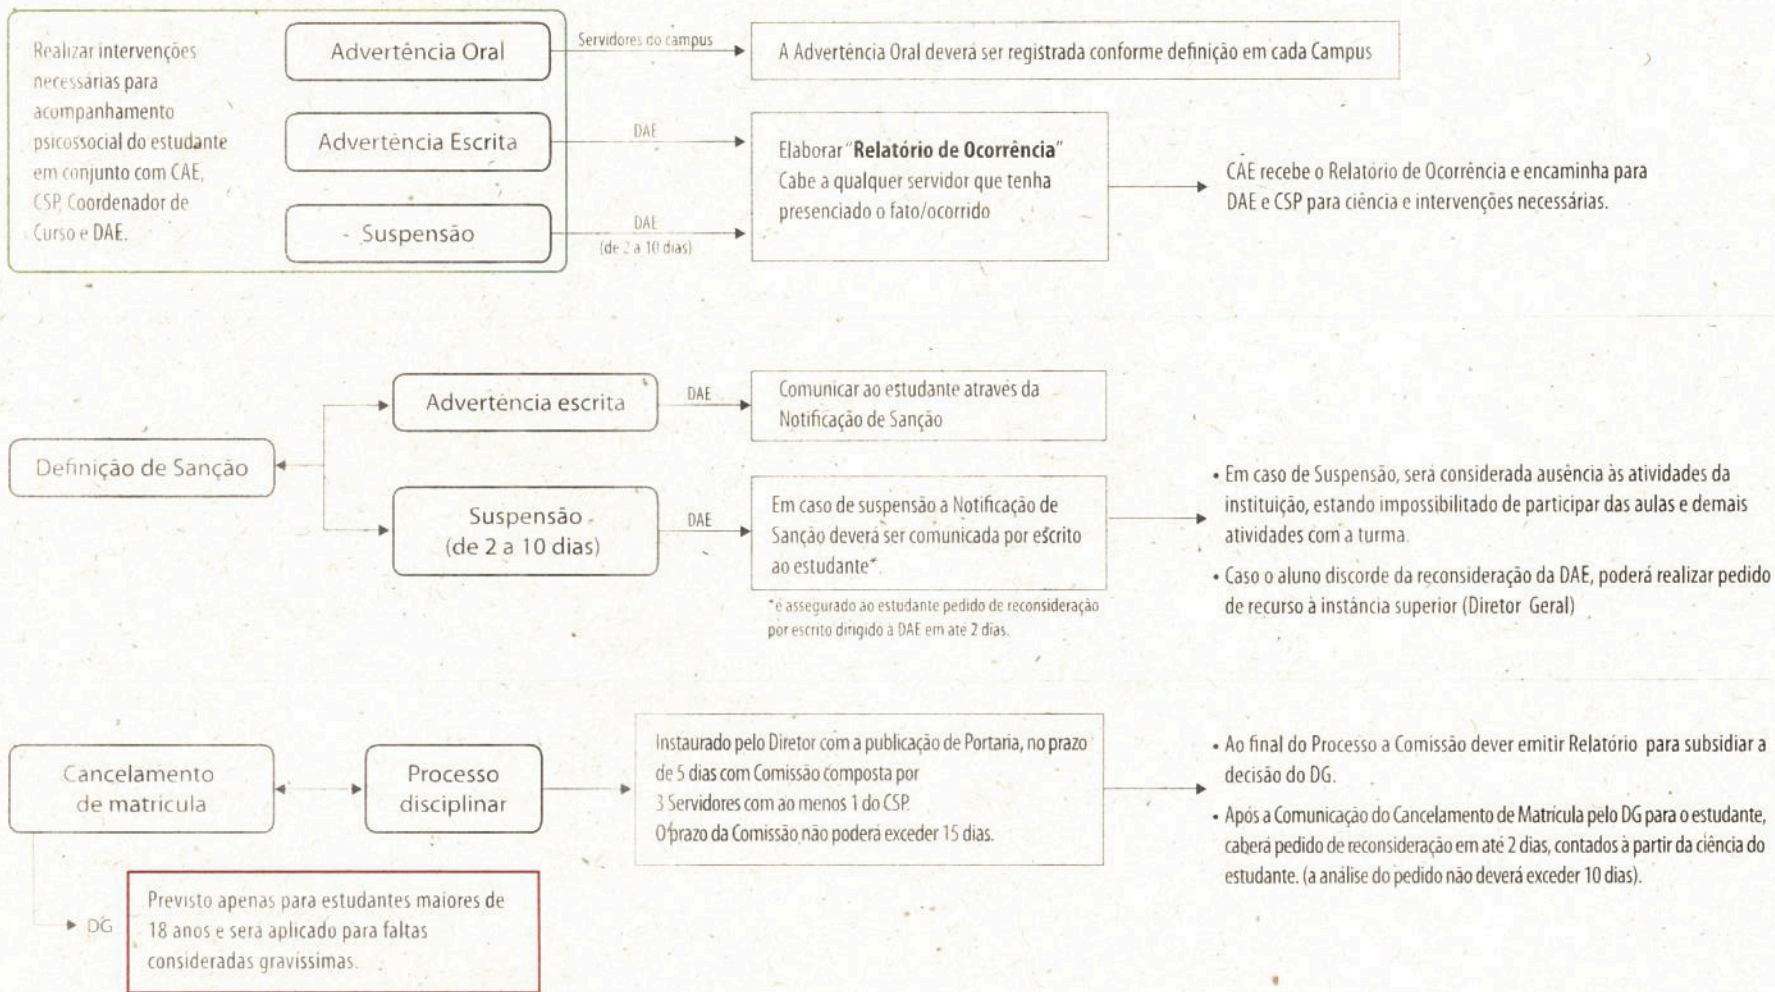 Realizar intervenções
necessárias para
acompanhamento
psicossocial do estudante
em conjunto com CAE,
CSP, Coordenador de
Curso e DAE.
Advertência Oral
Servidores do campus
A Advertência Oral deverá ser registrada conforme definição em cada Campus
Advertência Escrita
DAE
Suspensão
DAE
(de 2 a 10 dias)
Elaborar "Relatório de Ocorrência"
Cabe a qualquer servidor que tenha
presenciado o fato/ocorrido
CAE recebe o Relatório de Ocorrência e encaminha para
DAE e CSP para ciência e intervenções necessárias.
Definição de Sanção
Advertência escrita
DAE
Comunicar ao estudante através da
Notificação de Sanção
Suspensão
(de 2 a 10 dias)
DAE
Em caso de suspensão a Notificação de
Sanção deverá ser comunicada por escrito
ao estudante*.
*é assegurado ao estudante pedido de reconsideração
por escrito dirigido à DAE em até 2 dias.
• Em caso de Suspensão, será considerada ausência às atividades da
instituição, estando impossibilitado de participar das aulas e demais
atividades com a turma.
• Caso o aluno discorde da reconsideração da DAE, poderá realizar pedido
de recurso à instância superior (Diretor Geral)
Cancelamento
de matrícula
Processo
disciplinar
Instaurado pelo Diretor com a publicação de Portaria, no prazo
de 5 dias com Comissão composta por
3 Servidores com ao menos 1 do CSP.
O prazo da Comissão não poderá exceder 15 dias.
• Ao final do Processo a Comissão dever emitir Relatório para subsidiar a
decisão do DG.
• Após a Comunicação do Cancelamento de Matrícula pelo DG para o estudante,
caberá pedido de reconsideração em até 2 dias, contados à partir da ciência do
estudante. (a análise do pedido não deverá exceder 10 dias).
DG
Previsto apenas para estudantes maiores de
18 anos e será aplicado para faltas
consideradas gravíssimas.